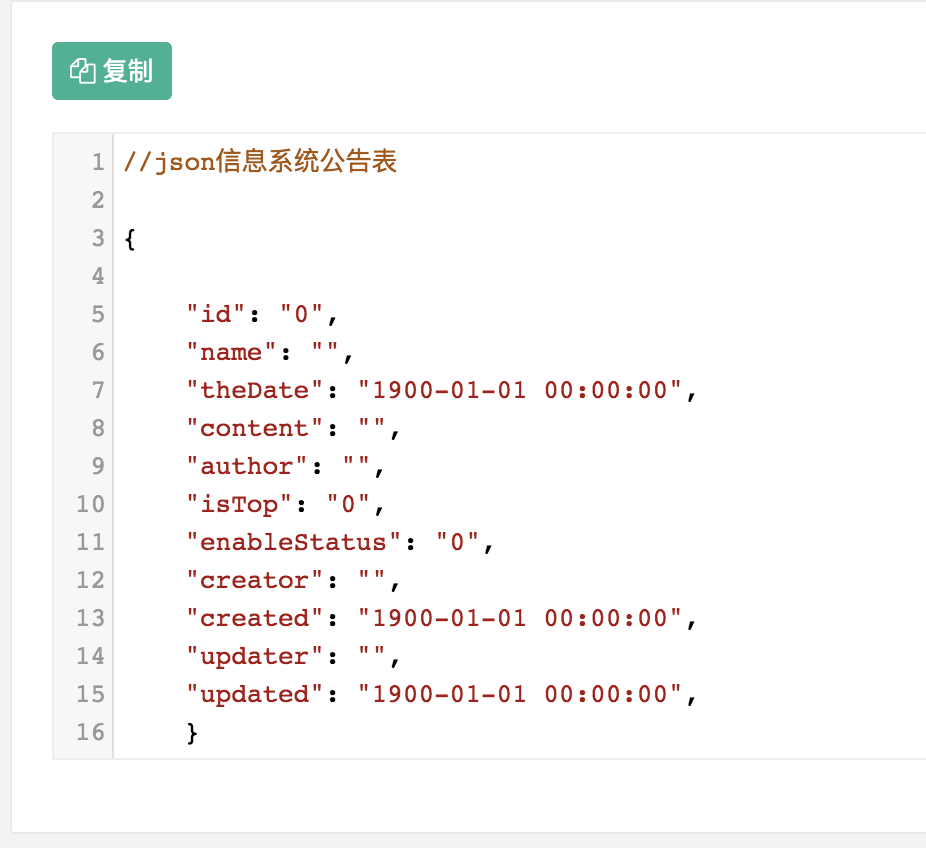 复制
1 //json信息系统公告表
2
3 {
4
5     "id": "0",
6     "name": "",
7     "theDate": "1900-01-01 00:00:00",
8     "content": "",
9     "author": "",
10     "isTop": "0",
11     "enableStatus": "0",
12     "creator": "",
13     "created": "1900-01-01 00:00:00",
14     "updater": "",
15     "updated": "1900-01-01 00:00:00",
16     }